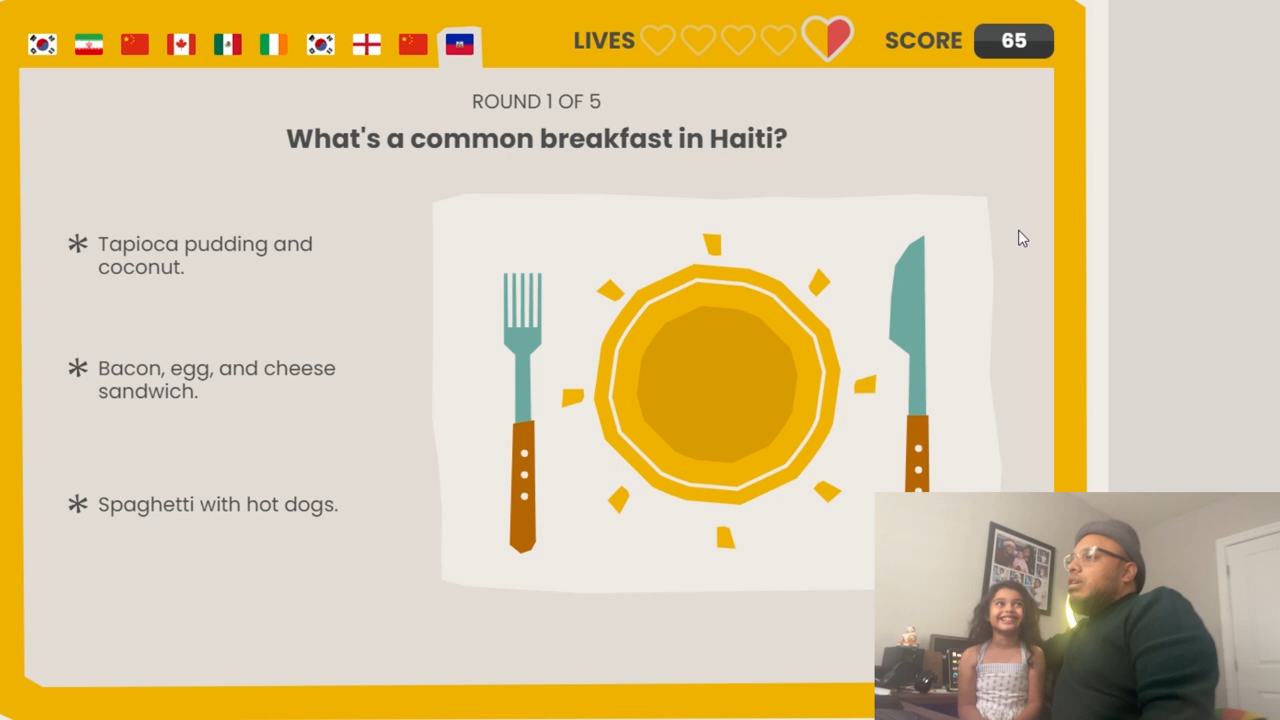 LIVES
SCORE 65
ROUND 1 OF 5
What's a common breakfast in Haiti?
* Tapioca pudding and
coconut.
* Bacon, egg, and cheese
sandwich.
* Spaghetti with hot dogs.